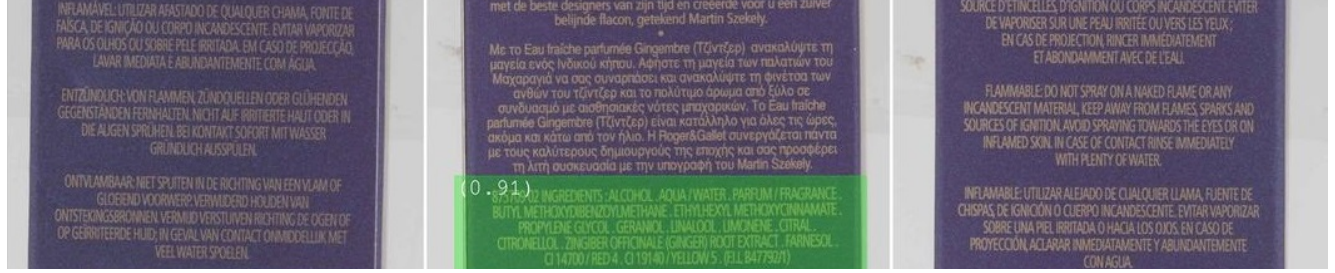 INFLAMÁVEL: UTILIZAR AFASTADO DE QUALQUER CHAMA, FONTE DE
FAÍSCA, DE IGNIÇÃO OU CORPO INCANDESCENTE. EVITAR VAPORIZAR
PARA OS OLHOS OU SOBRE PELE IRRITADA. EM CASO DE PROJECÇÃO,
LAVAR IMEDIATA E ABUNDANTEMENTE COM ÁGUA.
ENTZÜNDLICH: VON FLAMMEN, ZÜNDQUELLEN ODER GLÜHENDEN
GEGENSTÄNDEN FERNHALTEN. NICHT AUF IRRITIERTE HAUT ODER IN
DIE AUGEN SPRÜHEN. BEI KONTAKT SOFORT MIT WASSER
GRÜNDLICH AUSSPÜLEN.
ONTVLAMBAAR: NIET SPUITEN IN DE RICHTING VAN EEN VLAM OF
GLOEIEND VOORWERP. VERWIJDERD HOUDEN VAN
ONTSTEKINGSBRONNEN. VERMIJD VERSTUIVEN RICHTING DE OGEN OF
OP GEÏRRITEERDE HUID; IN GEVAL VAN CONTACT ONMIDDELLIJK MET
VEEL WATER SPOELEN.
met de beste designers van zijn tijd en creëerde voor u een zuiver
belijnde flacon, getekend Martin Szekely.
Με το Eau fraîche parfumée Gingembre (Τζίντζερ) ανακαλύψτε τη
μαγεία ενός Ινδικού κήπου. Αφήστε τη μαγεία των παλατιών του
Μαχαραγιά να σας συναρπάσει και ανακαλύψτε τη φινέτσα των
ανθών του τζίντζερ και το πολύτιμο άρωμα από ξύλο σε
συνδυασμό με αισθησιακές νότες μπαχαρικών. Το Eau fraîche
parfumée Gingembre (Τζίντζερ) είναι κατάλληλο για όλες τις ώρες,
ακόμα και κάτω από τον ήλιο. Η Roger&Gallet συνεργάζεται πάντα
με τους καλύτερους δημιουργούς της εποχής και σας προσφέρει
τη λιτή συσκευασία με την υπογραφή του Martin Szekely.
(0.91)
873709 02 INGREDIENTS : ALCOHOL . AQUA / WATER . PARFUM / FRAGRANCE .
BUTYL METHOXYDIBENZOYLMETHANE . ETHYLHEXYL METHOXYCINNAMATE .
PROPYLENE GLYCOL . GERANIOL . LINALOOL . LIMONENE . CITRAL .
CITRONELLOL . ZINGIBER OFFICINALE (GINGER) ROOT EXTRACT . FARNESOL .
CI 14700 / RED 4 . CI 19140 / YELLOW 5 . (F.I.L. B47792/1)
SOURCE D'ÉTINCELLES, D'IGNITION OU CORPS INCANDESCENT. ÉVITER
DE VAPORISER SUR UNE PEAU IRRITÉE OU VERS LES YEUX ;
EN CAS DE PROJECTION, RINCER IMMÉDIATEMENT
ET ABONDAMMENT AVEC DE L'EAU.
FLAMMABLE: DO NOT SPRAY ON A NAKED FLAME OR ANY
INCANDESCENT MATERIAL, KEEP AWAY FROM FLAMES, SPARKS AND
SOURCES OF IGNITION. AVOID SPRAYING TOWARDS THE EYES OR ON
INFLAMED SKIN. IN CASE OF CONTACT RINSE IMMEDIATELY
WITH PLENTY OF WATER.
INFLAMABLE: UTILIZAR ALEJADO DE CUALQUIER LLAMA, FUENTE DE
CHISPAS, DE IGNICIÓN O CUERPO INCANDESCENTE. EVITAR VAPORIZAR
SOBRE UNA PIEL IRRITADA O HACIA LOS OJOS. EN CASO DE
PROYECCIÓN, ACLARAR INMEDIATAMENTE Y ABUNDANTEMENTE
CON AGUA.